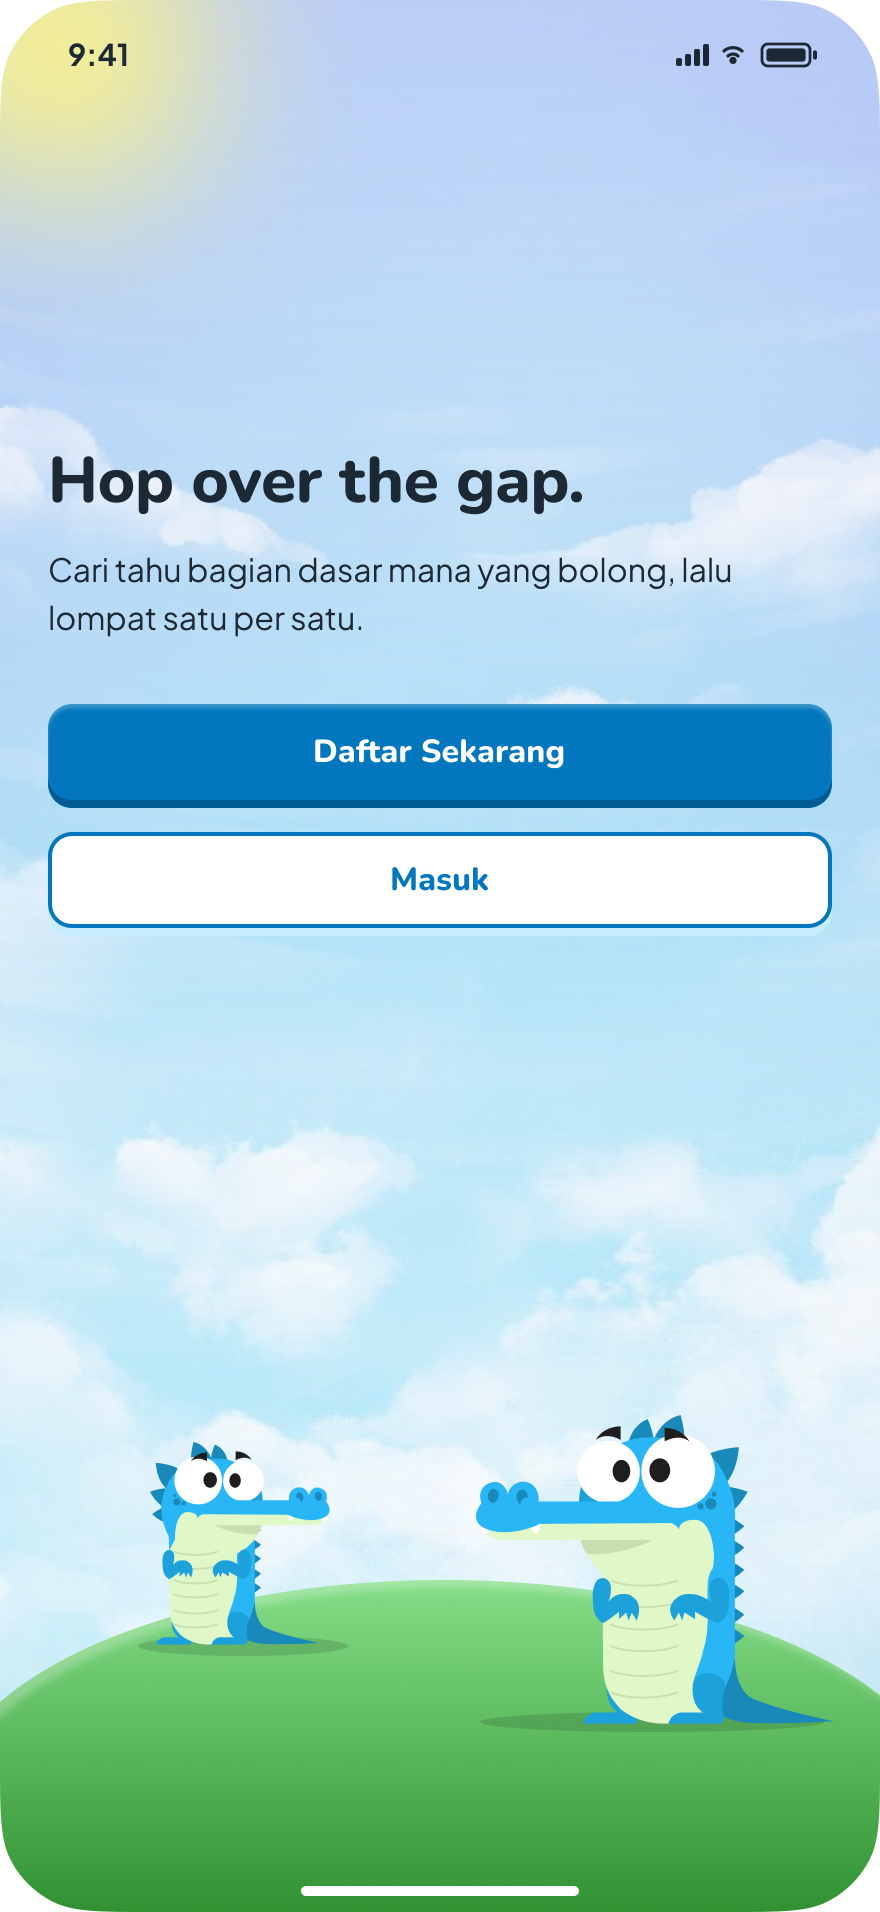 9:41
Hop over the gap.
Cari tahu bagian dasar mana yang bolong, lalu
lompat satu per satu.
Daftar Sekarang
Masuk